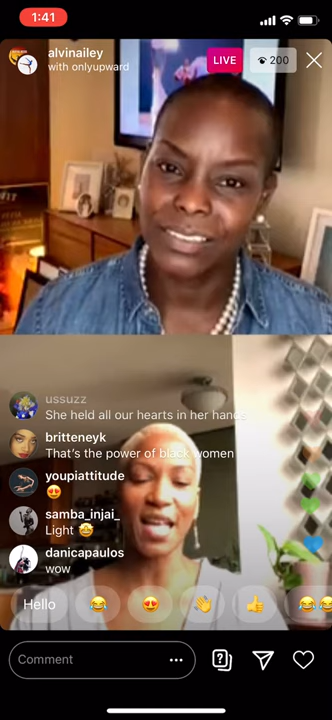 1:41
alvinailey
with onlyupward
LIVE
200
ussuzz
She held all our hearts in her hands
britteneyk
That's the power of black women
youpiattitude
😍
samba_injai_
Light 🤩
danicapaulos
wow
Hello 😂 😍 👋 👍 😂😂
Comment